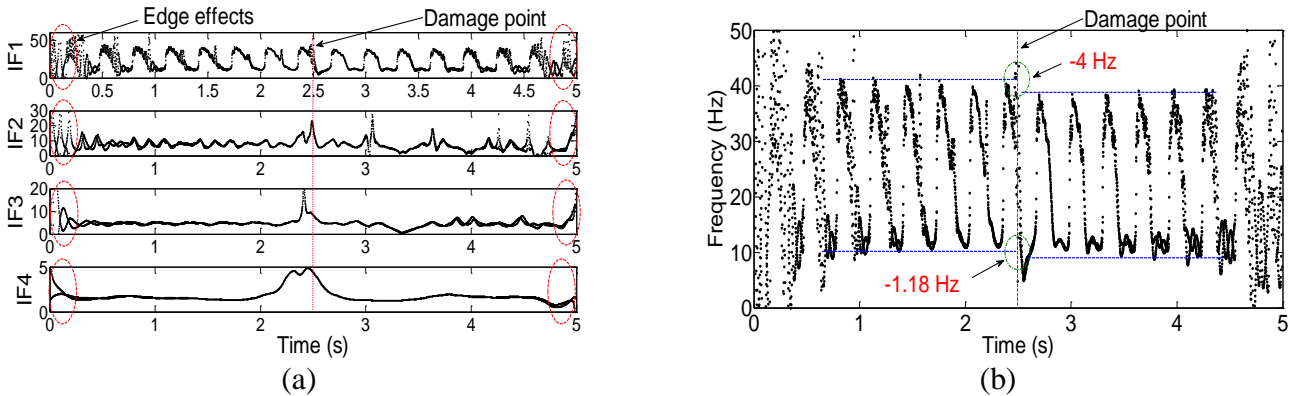 Edge effects
Damage point
IF1
50
0
0 0.5 1 1.5 2 2.5 3 3.5 4 4.5 5
IF2
30
20
10
0
0 1 2 3 4 5
IF3
20
10
0
0 1 2 3 4 5
IF4
5
0
0 1 2 3 4 5
Time (s)
(a)
Damage point
-4 Hz
-1.18 Hz
Frequency (Hz)
50
40
30
20
10
0
0 1 2 3 4 5
Time (s)
(b)